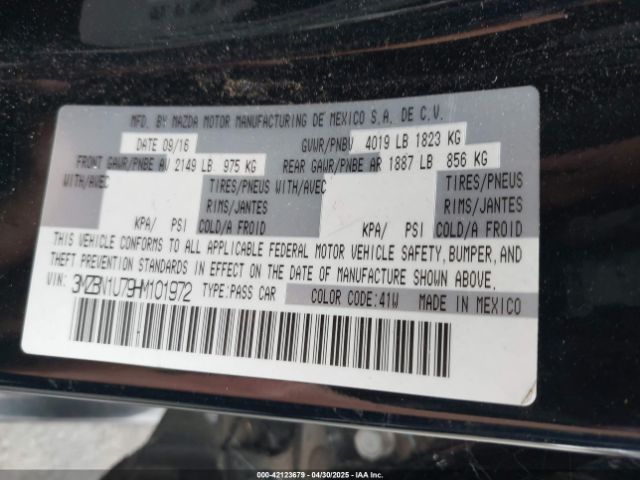 MFD. BY MAZDA MOTOR MANUFACTURING DE MEXICO S.A. DE C.V.
DATE 09/16 GVWR/PNBV 4019 LB 1823 KG
FRONT GAWR/PNBE AV 2149 LB 975 KG REAR GAWR/PNBE AR 1887 LB 856 KG
WITH/AVEC TIRES/PNEUS WITH/AVEC TIRES/PNEUS
RIMS/JANTES RIMS/JANTES
KPA/ PSI COLD/A FROID KPA/ PSI COLD/A FROID
THIS VEHICLE CONFORMS TO ALL APPLICABLE FEDERAL MOTOR VEHICLE SAFETY, BUMPER, AND
THEFT PREVENTION STANDARDS IN EFFECT ON THE DATE OF MANUFACTURE SHOWN ABOVE.
VIN: 3MZBN1U79HM101972 TYPE:PASS CAR COLOR CODE:41W MADE IN MEXICO
000-42123679 - 04/30/2025 - IAAI.COM